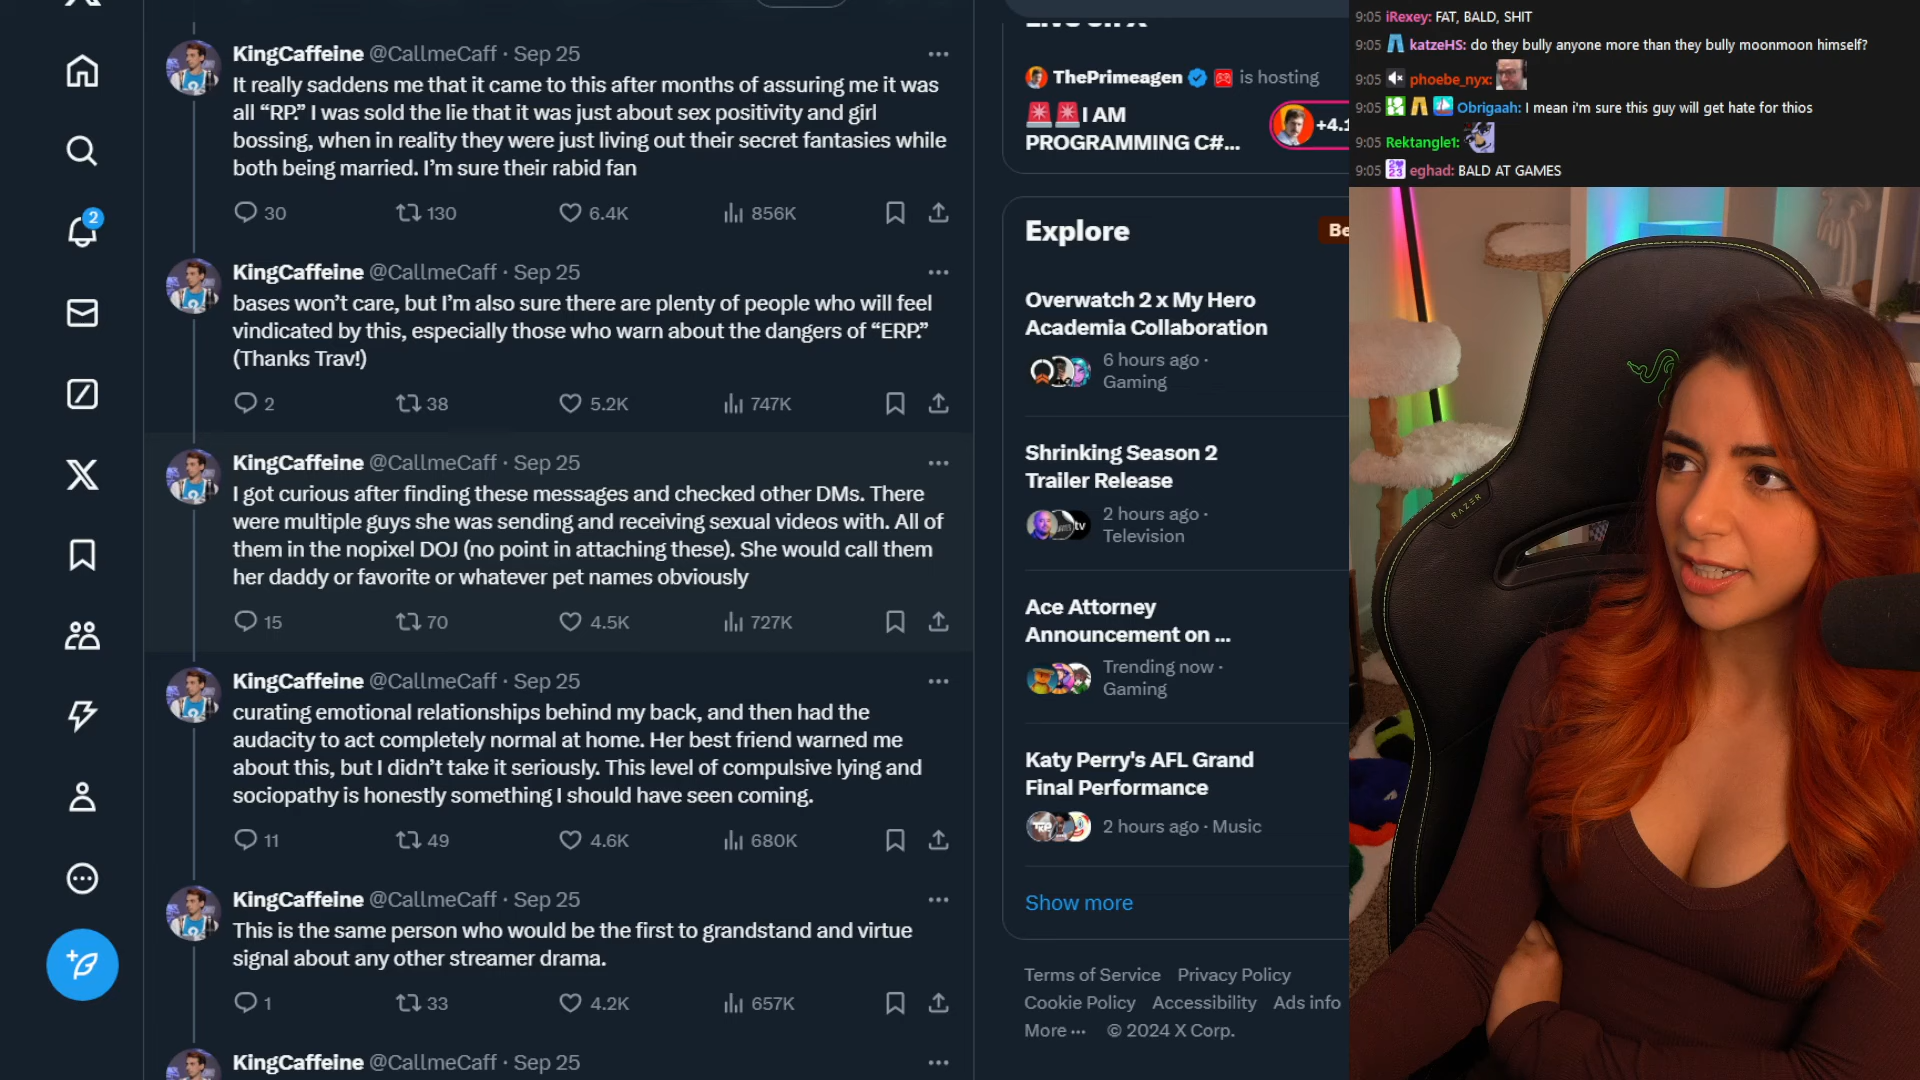 KingCaffeine @CallmeCaff · Sep 25
It really saddens me that it came to this after months of assuring me it was
all “RP.” I was sold the lie that it was just about sex positivity and girl
bossing, when in reality they were just living out their secret fantasies while
both being married. I’m sure their rabid fan
30 130 6.4K 856K
KingCaffeine @CallmeCaff · Sep 25
bases won’t care, but I’m also sure there are plenty of people who will feel
vindicated by this, especially those who warn about the dangers of “ERP.”
(Thanks Trav!)
2 38 5.2K 747K
KingCaffeine @CallmeCaff · Sep 25
I got curious after finding these messages and checked other DMs. There
were multiple guys she was sending and receiving sexual videos with. All of
them in the nopixel DOJ (no point in attaching these). She would call them
her daddy or favorite or whatever pet names obviously
15 70 4.5K 727K
KingCaffeine @CallmeCaff · Sep 25
curating emotional relationships behind my back, and then had the
audacity to act completely normal at home. Her best friend warned me
about this, but I didn’t take it seriously. This level of compulsive lying and
sociopathy is honestly something I should have seen coming.
11 49 4.6K 680K
KingCaffeine @CallmeCaff · Sep 25
This is the same person who would be the first to grandstand and virtue
signal about any other streamer drama.
1 33 4.2K 657K
KingCaffeine @CallmeCaff · Sep 25
2
ThePrimeagen is hosting
I AM
PROGRAMMING C#...
Explore
Overwatch 2 x My Hero
Academia Collaboration
6 hours ago ·
Gaming
Shrinking Season 2
Trailer Release
2 hours ago ·
Television
Ace Attorney
Announcement on ...
Trending now ·
Gaming
Katy Perry's AFL Grand
Final Performance
2 hours ago · Music
Show more
Terms of Service Privacy Policy
Cookie Policy Accessibility Ads info
More ··· © 2024 X Corp.
9:05 iRexey: FAT, BALD, SHIT
9:05 katzeHS: do they bully anyone more than they bully moonmoon himself?
9:05 phoebe_nyx:
9:05 Obrigaah: I mean i'm sure this guy will get hate for thios
9:05 Rektangle1:
9:05 eghad: BALD AT GAMES
RAZER